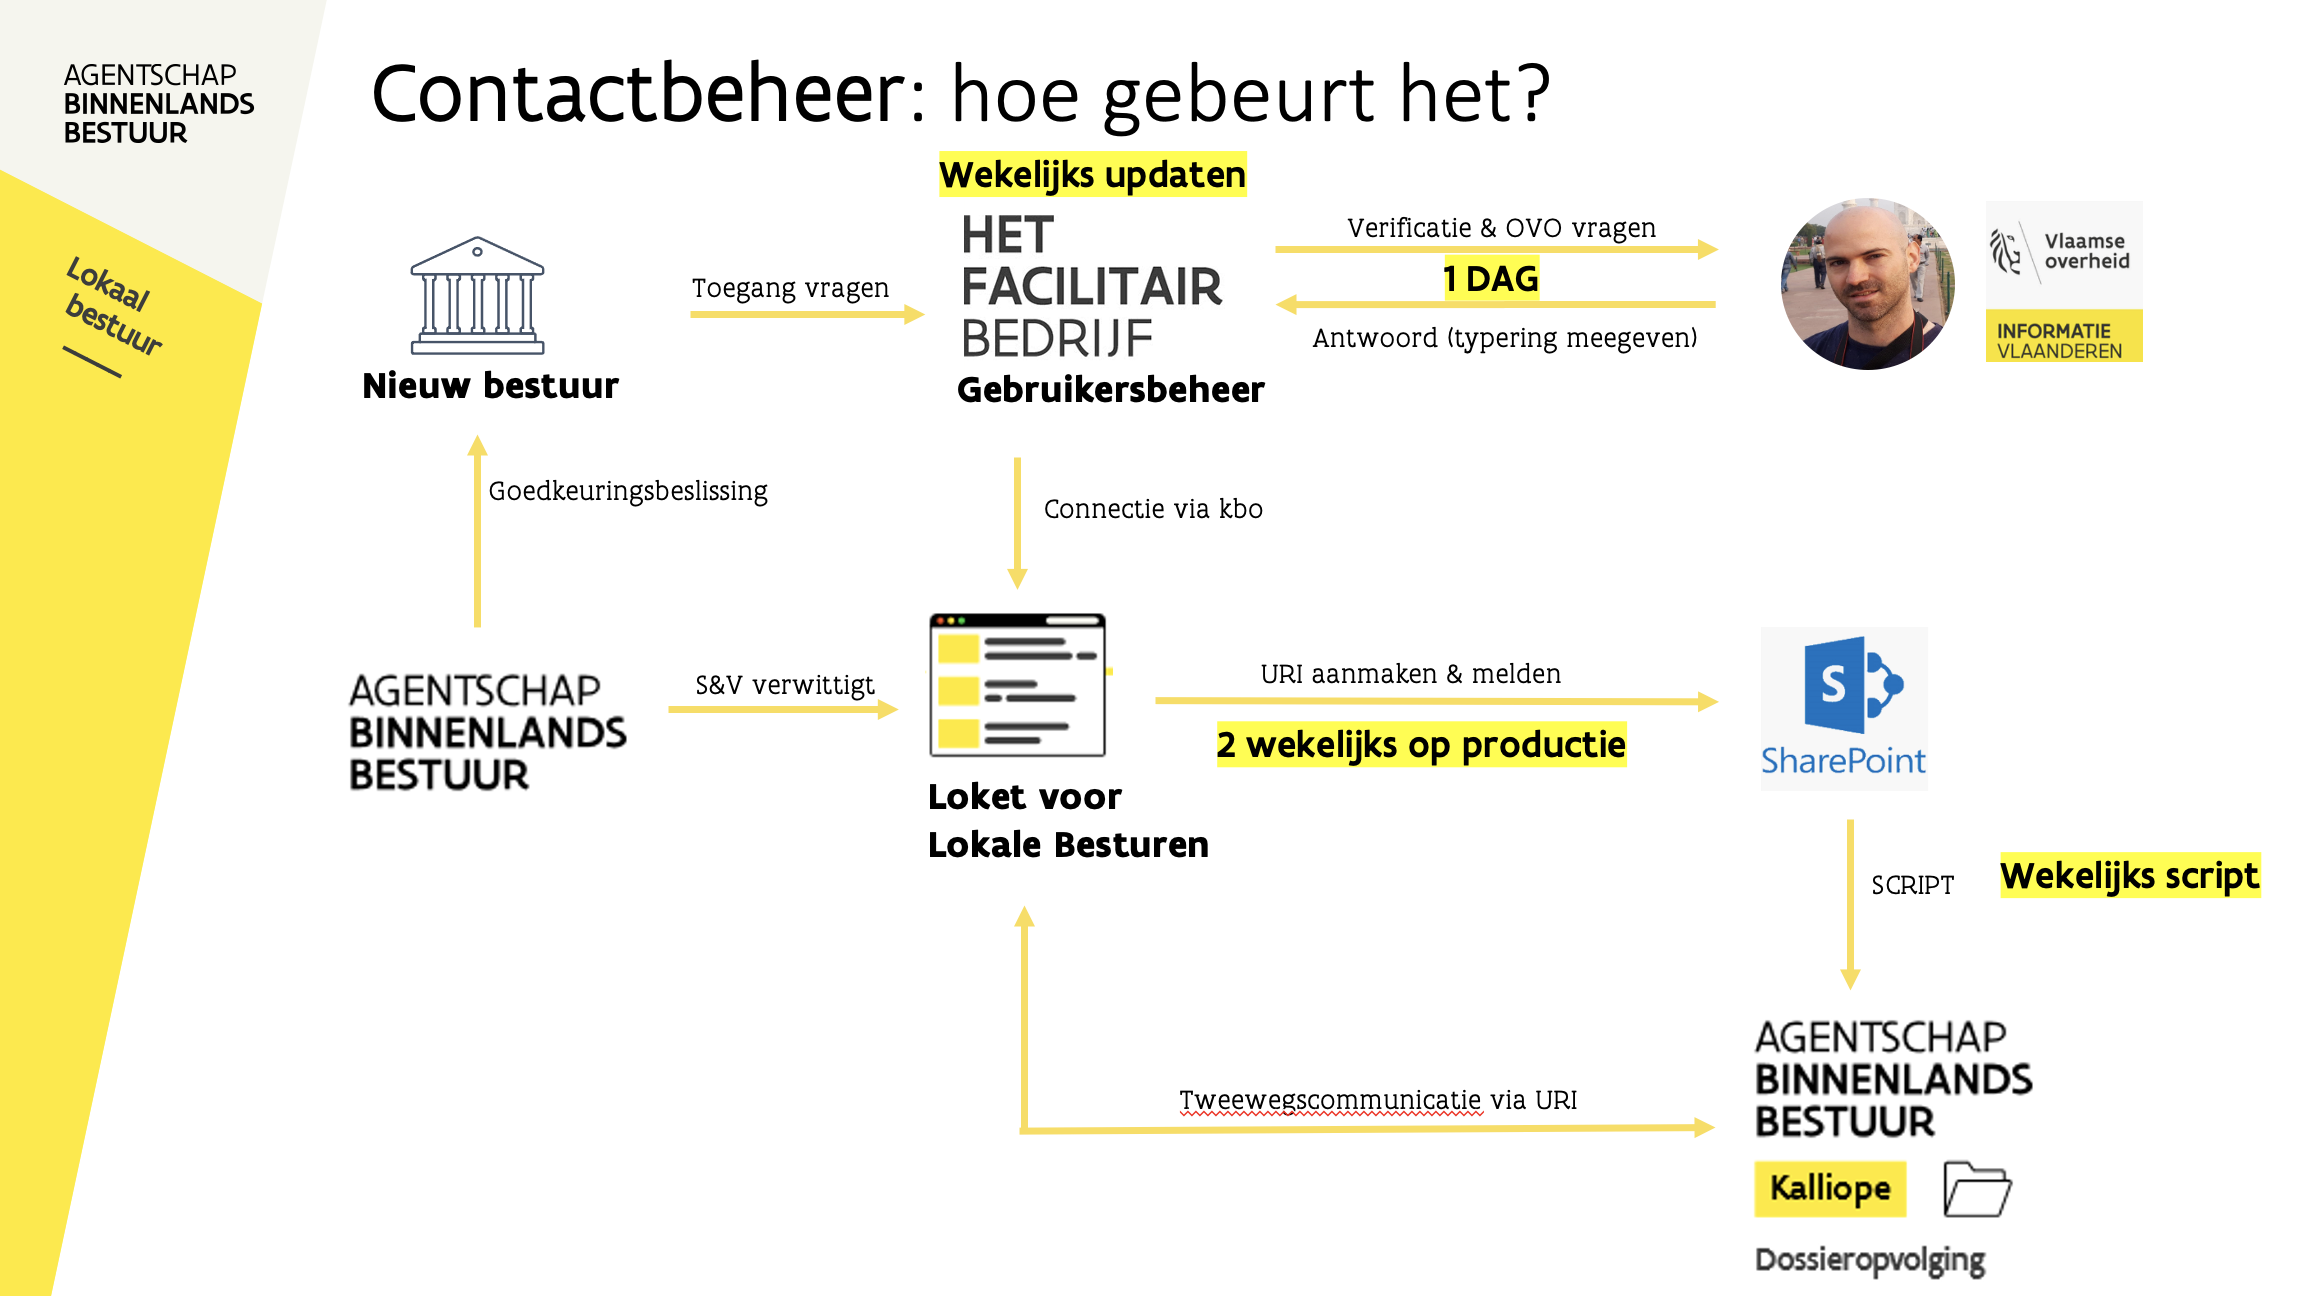 AGENTSCHAP
BINNENLANDS
BESTUUR
Lokaal
bestuur
Contactbeheer: hoe gebeurt het?
Wekelijks updaten
HET
FACILITAIR
BEDRIJF
Gebruikersbeheer
Nieuw bestuur
Toegang vragen
Verificatie & OVO vragen
1 DAG
Antwoord (typering meegeven)
Vlaamse
overheid
INFORMATIE
VLAANDEREN
Goedkeuringsbeslissing
Connectie via kbo
AGENTSCHAP
BINNENLANDS
BESTUUR
S&V verwittigt
Loket voor
Lokale Besturen
URI aanmaken & melden
2 wekelijks op productie
S
SharePoint
SCRIPT
Wekelijks script
Tweewegscommunicatie via URI
AGENTSCHAP
BINNENLANDS
BESTUUR
Kalliope
Dossieropvolging